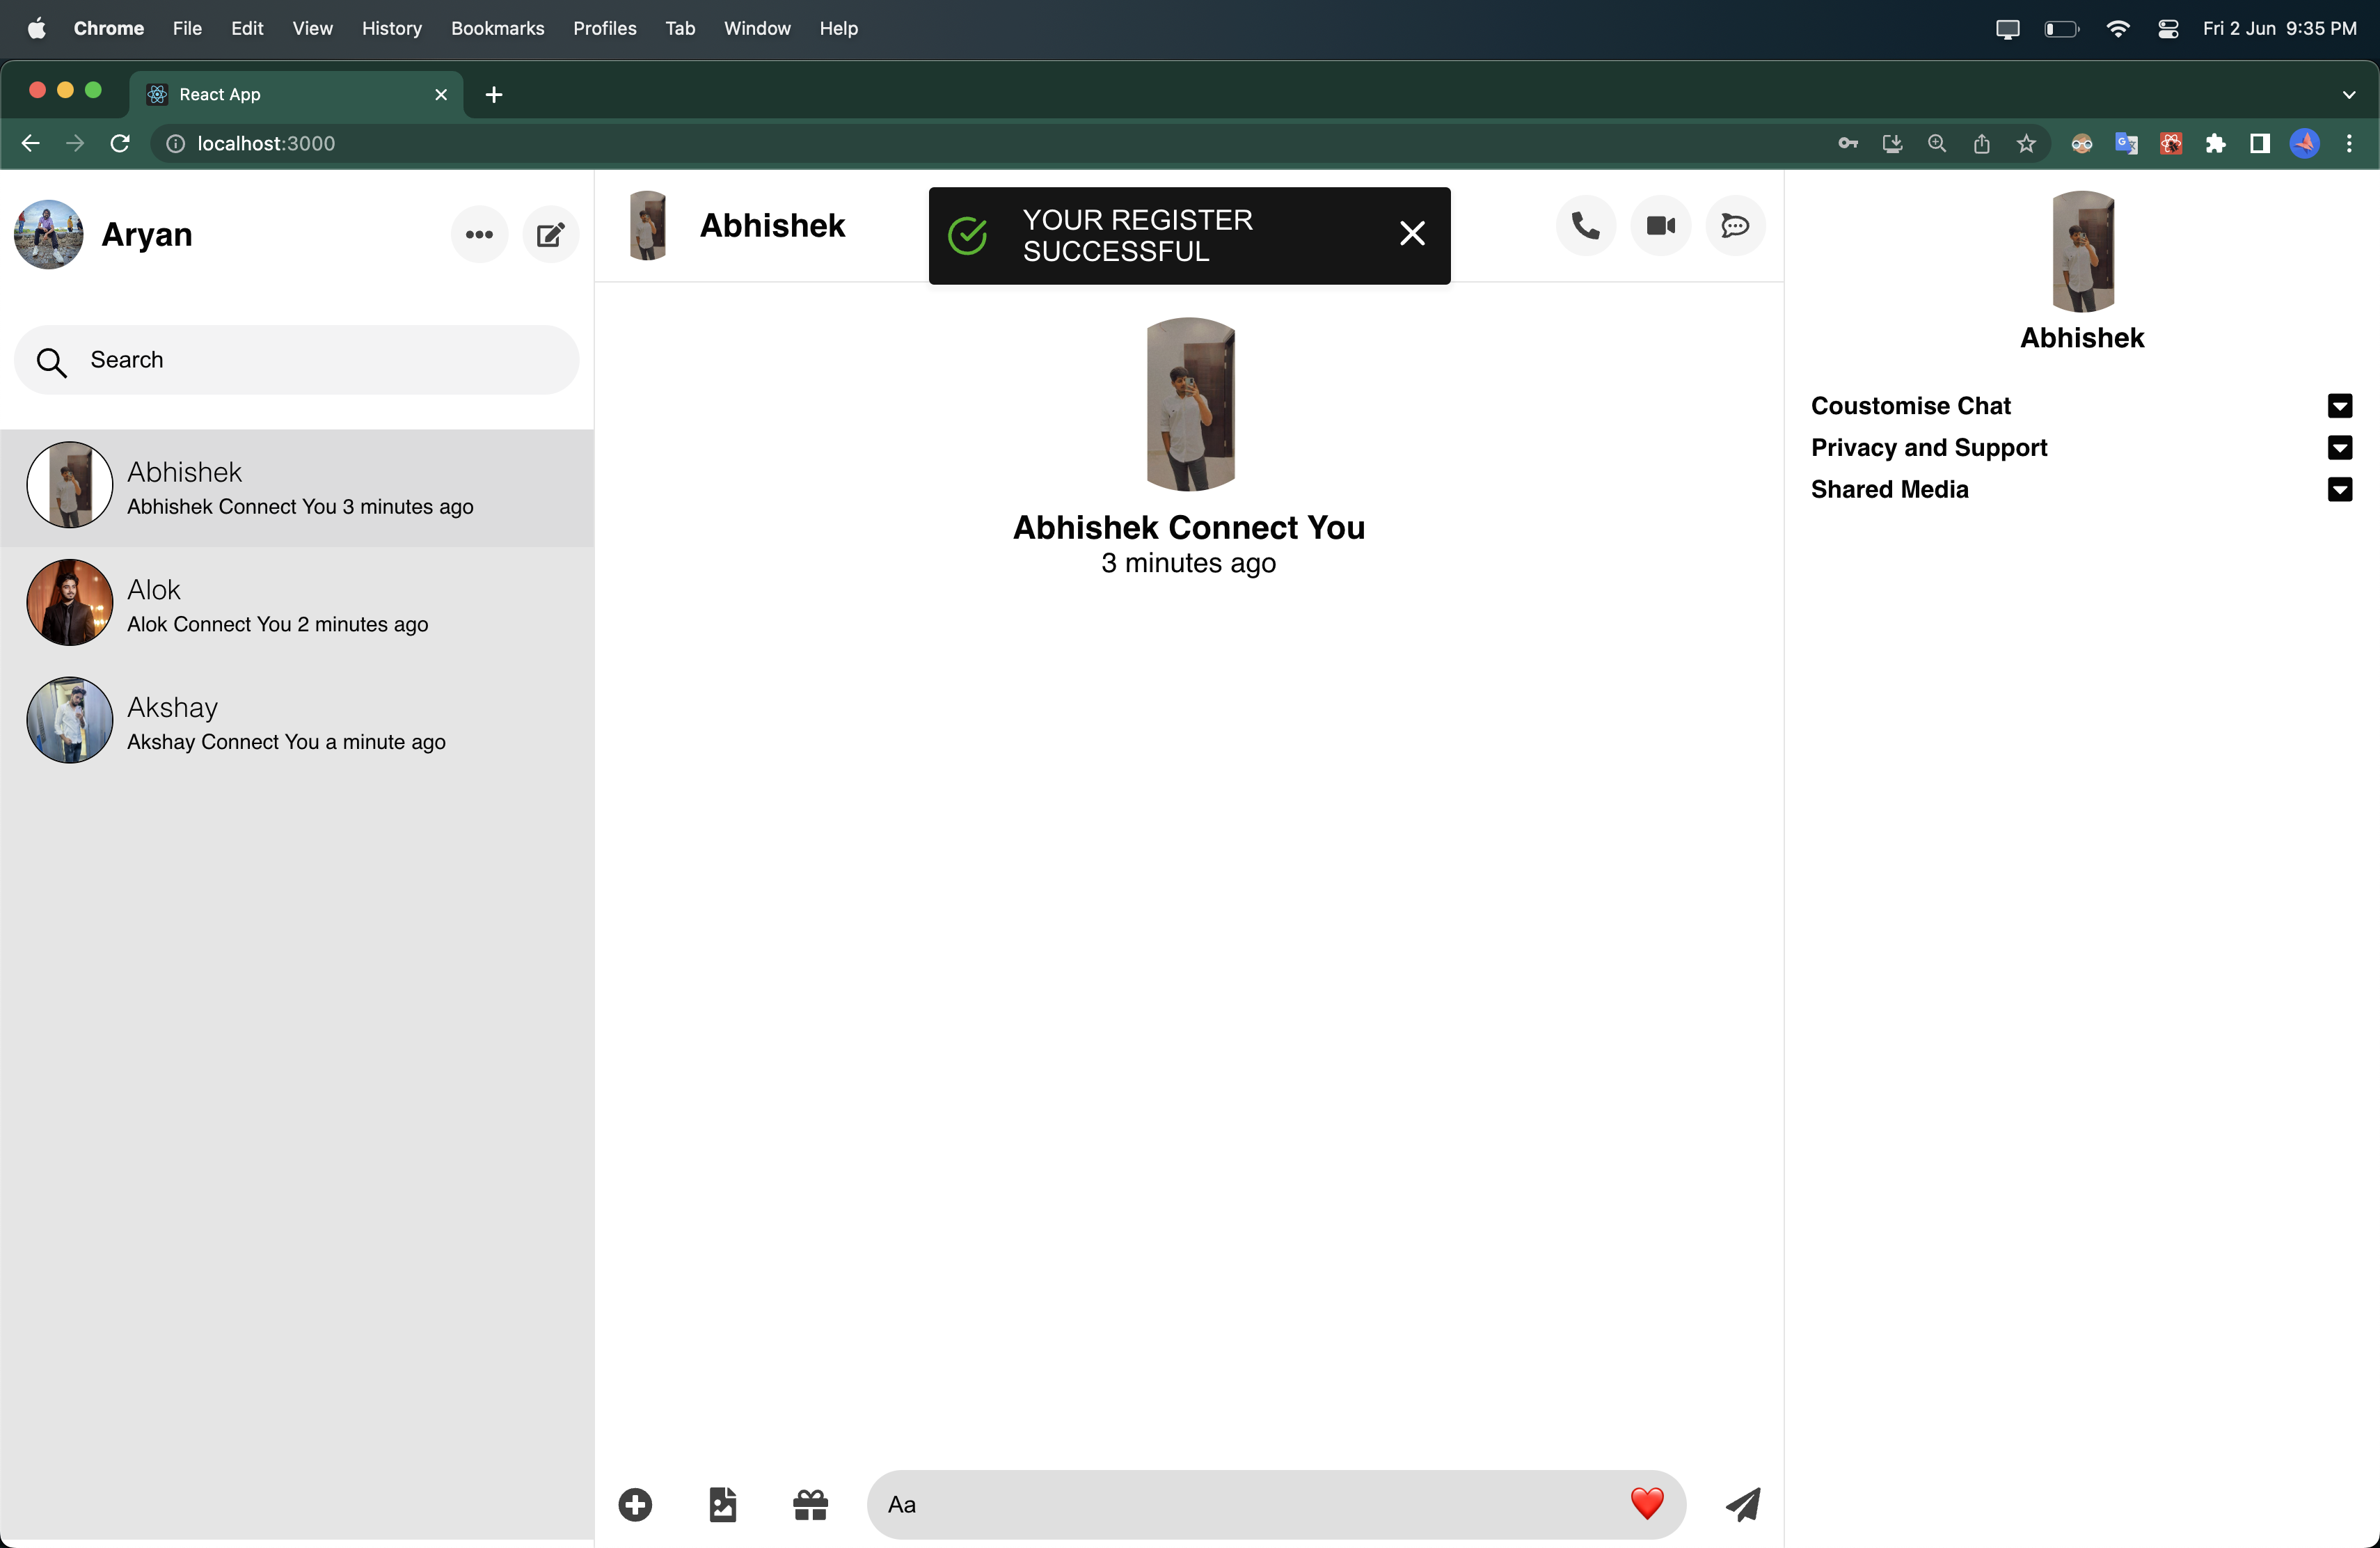 Chrome File Edit View History Bookmarks Profiles Tab Window Help Fri 2 Jun 9:35 PM
React App
localhost:3000
Aryan
Search
Abhishek
Abhishek Connect You 3 minutes ago
Alok
Alok Connect You 2 minutes ago
Akshay
Akshay Connect You a minute ago
Abhishek
YOUR REGISTER
SUCCESSFUL
Abhishek Connect You
3 minutes ago
Aa
Abhishek
Coustomise Chat
Privacy and Support
Shared Media